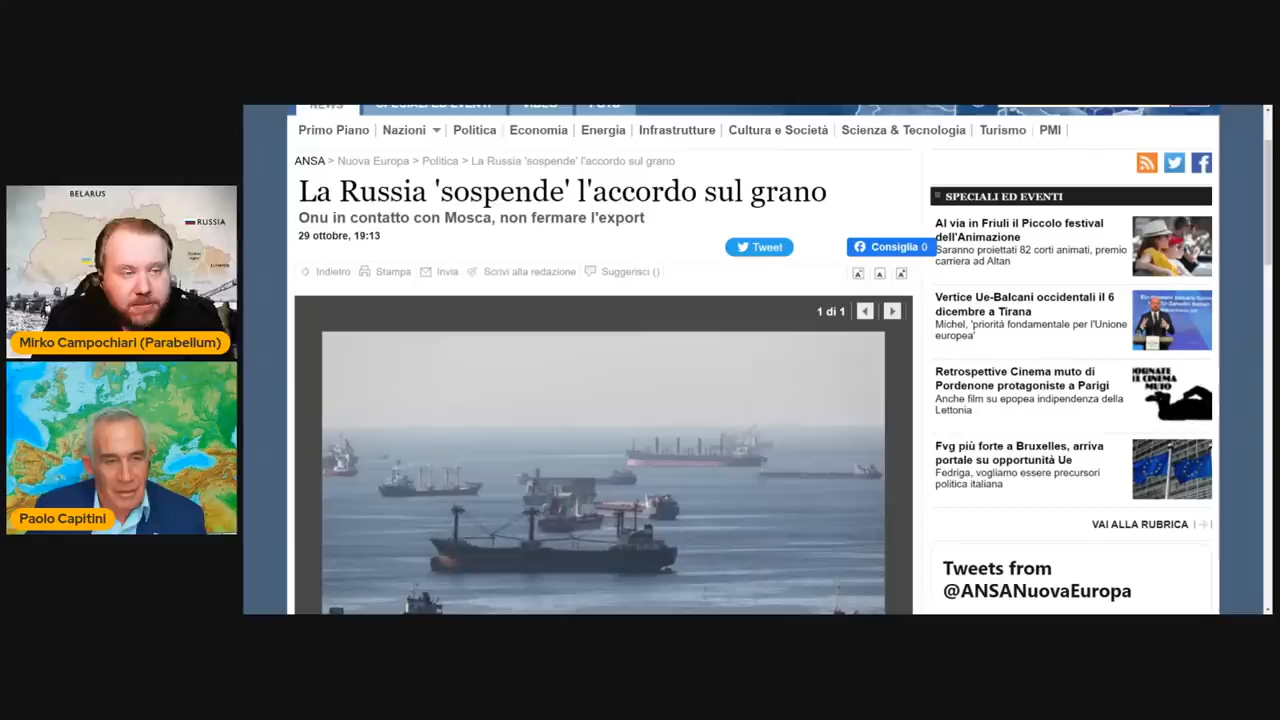 BELARUS
RUSSIA
Mirko Campochiari (Parabellum)
Paolo Capitini
NEWS SPECIALI ED EVENTI VIDEO FOTO
Primo Piano | Nazioni | Politica | Economia | Energia | Infrastrutture | Cultura e Società | Scienza & Tecnologia | Turismo | PMI |
ANSA > Nuova Europa > Politica > La Russia 'sospende' l'accordo sul grano
La Russia 'sospende' l'accordo sul grano
Onu in contatto con Mosca, non fermare l'export
29 ottobre, 19:13
Tweet
Consiglia 0
Indietro Stampa Invia Scrivi alla redazione Suggerisci ()
1 di 1
SPECIALI ED EVENTI
Al via in Friuli il Piccolo festival
dell'Animazione
Saranno proiettati 82 corti animati, premio
carriera ad Altan
Vertice Ue-Balcani occidentali il 6
dicembre a Tirana
Michel, 'priorità fondamentale per l'Unione
europea'
Retrospettive Cinema muto di
Pordenone protagoniste a Parigi
Anche film su epopea indipendenza della
Lettonia
Fvg più forte a Bruxelles, arriva
portale su opportunità Ue
Fedriga, vogliamo essere precursori
politica italiana
VAI ALLA RUBRICA
Tweets from
@ANSANuovaEuropa